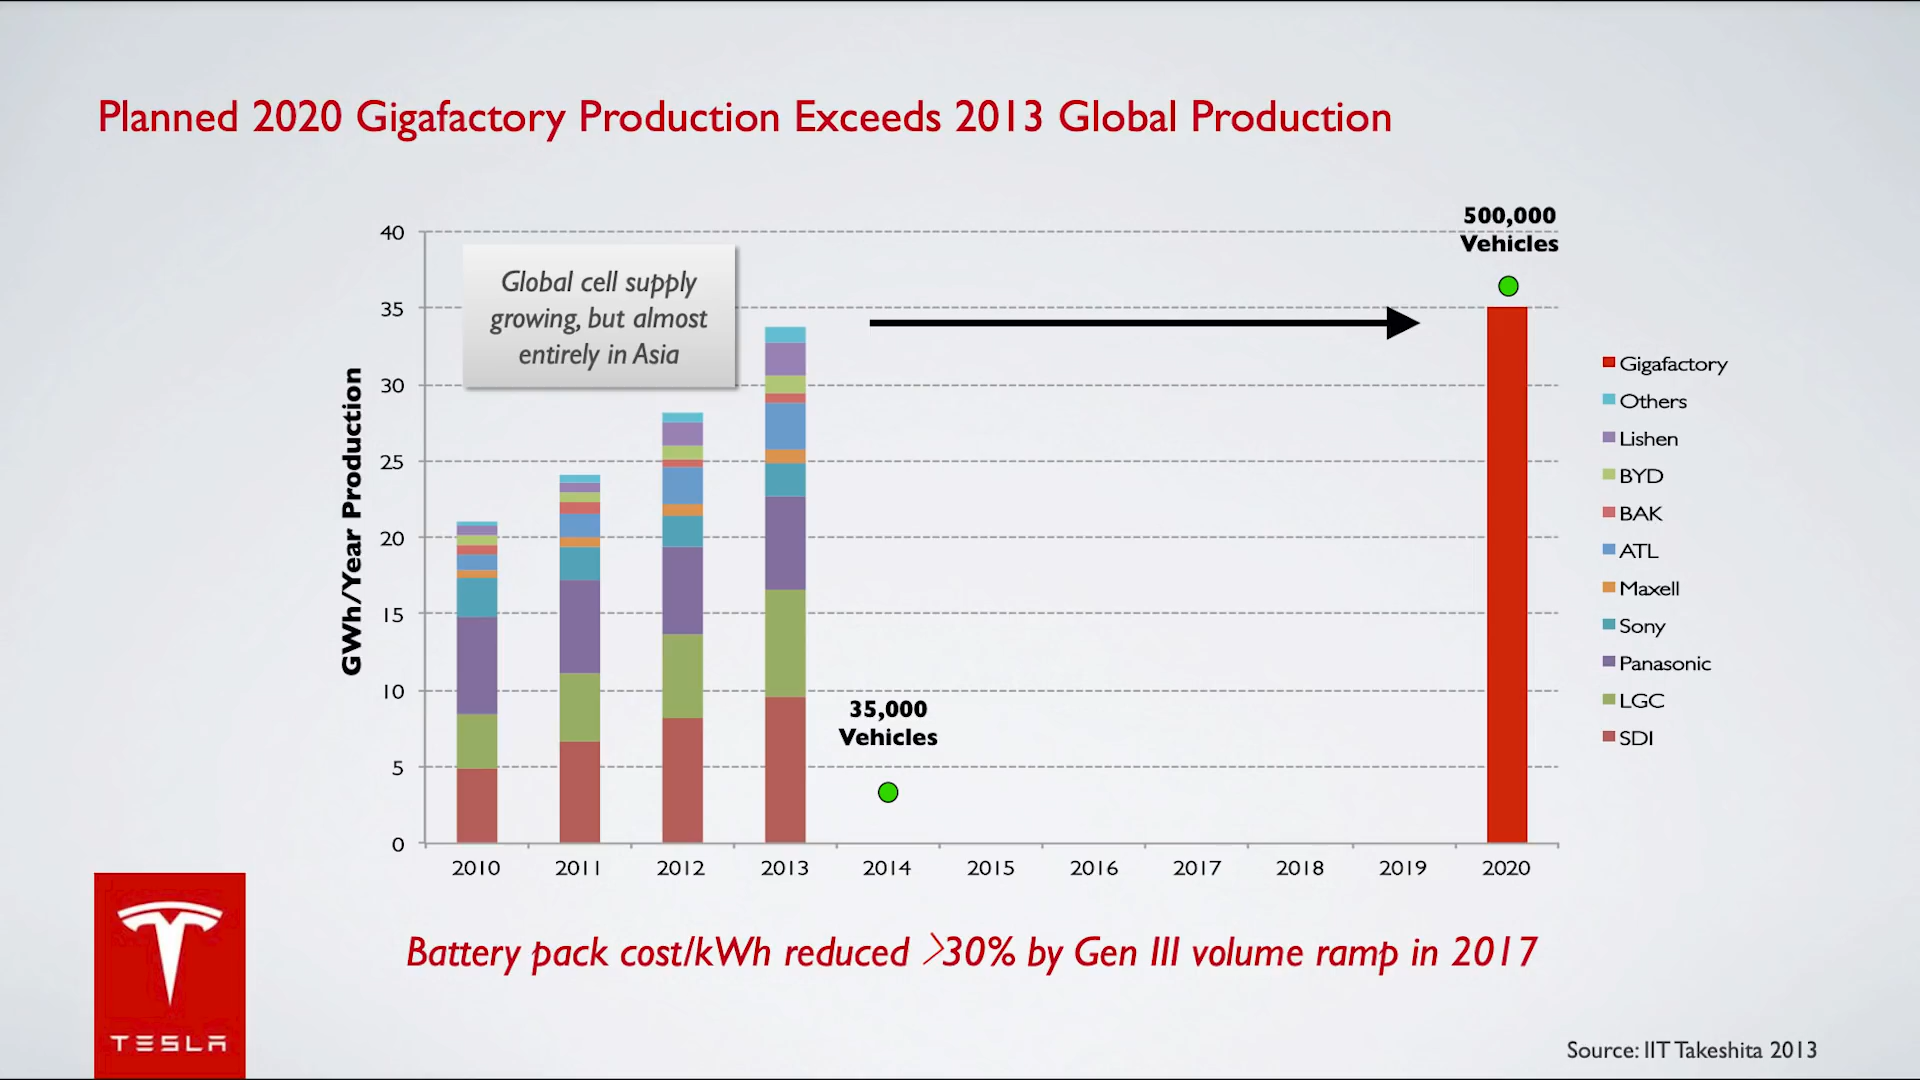 Planned 2020 Gigafactory Production Exceeds 2013 Global Production
500,000
Vehicles
Global cell supply
growing, but almost
entirely in Asia
GWh/Year Production
40
35
30
25
20
15
10
5
0
35,000
Vehicles
2010 2011 2012 2013 2014 2015 2016 2017 2018 2019 2020
Gigafactory
Others
Lishen
BYD
BAK
ATL
Maxell
Sony
Panasonic
LGC
SDI
Battery pack cost/kWh reduced >30% by Gen III volume ramp in 2017
TESLA
Source: IIT Takeshita 2013